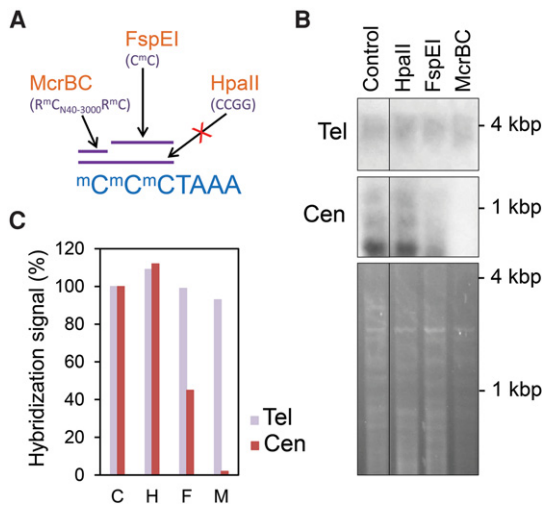 A
FspEI
(CᵐC)
McrBC
(RᵐC_N40-3000RᵐC)
HpaII
(CCGG)
ᵐCᵐCᵐCTAAA
B
Control
HpaII
FspEI
McrBC
Tel
4 kbp
Cen
1 kbp
4 kbp
1 kbp
C
Hybridization signal (%)
120
100
80
60
40
20
0
C H F M
Tel
Cen